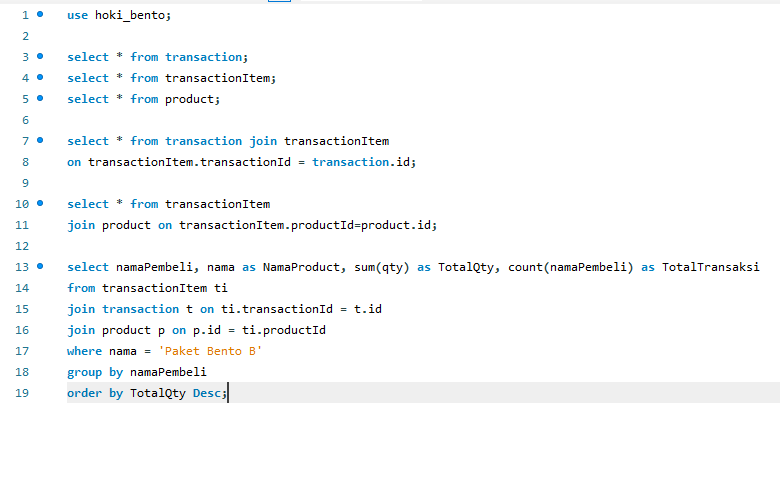 1 use hoki_bento;
2
3 select * from transaction;
4 select * from transactionItem;
5 select * from product;
6
7 select * from transaction join transactionItem
8 on transactionItem.transactionId = transaction.id;
9
10 select * from transactionItem
11 join product on transactionItem.productId=product.id;
12
13 select namaPembeli, nama as NamaProduct, sum(qty) as TotalQty, count(namaPembeli) as TotalTransaksi
14 from transactionItem ti
15 join transaction t on ti.transactionId = t.id
16 join product p on p.id = ti.productId
17 where nama = 'Paket Bento B'
18 group by namaPembeli
19 order by TotalQty Desc;